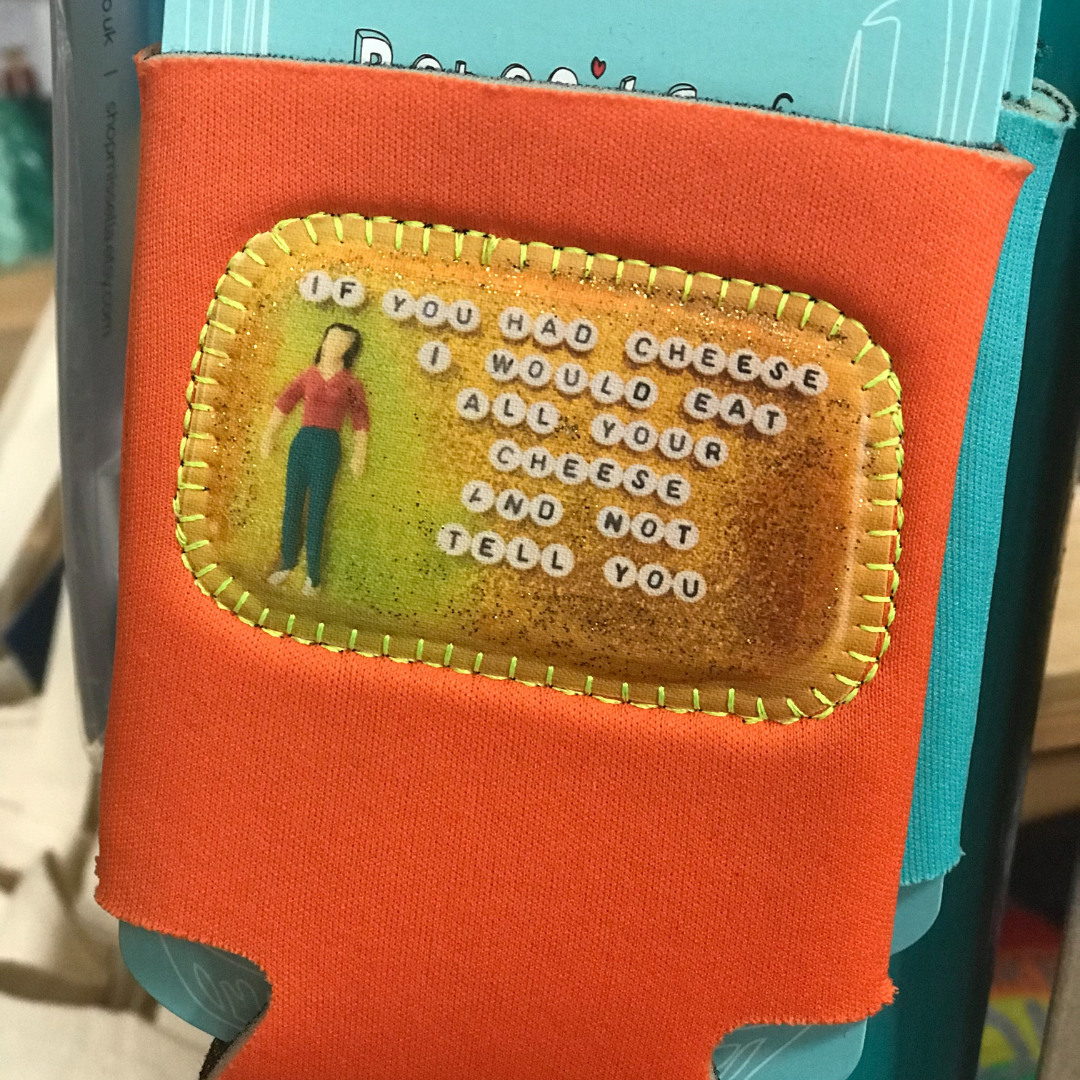 IF YOU HAD CHEESE
I WOULD EAT
ALL YOUR
CHEESE
AND NOT
TELL YOU